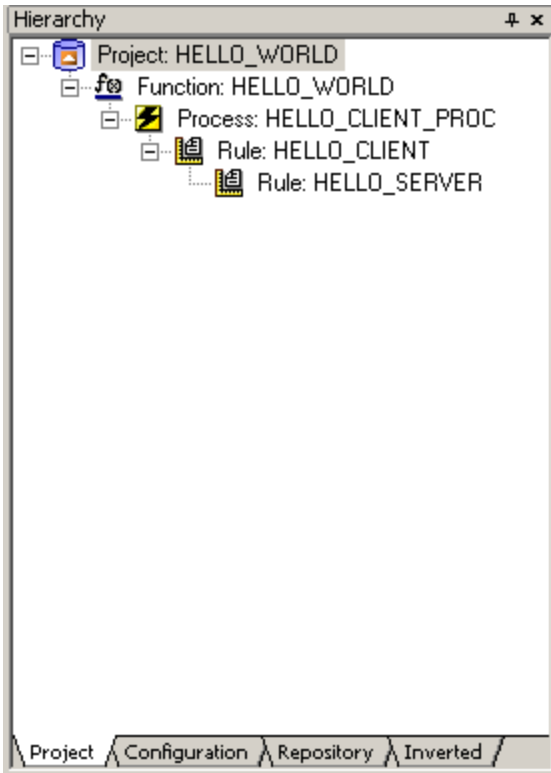 Hierarchy
Project: HELLO_WORLD
Function: HELLO_WORLD
Process: HELLO_CLIENT_PROC
Rule: HELLO_CLIENT
Rule: HELLO_SERVER
Project Configuration Repository Inverted